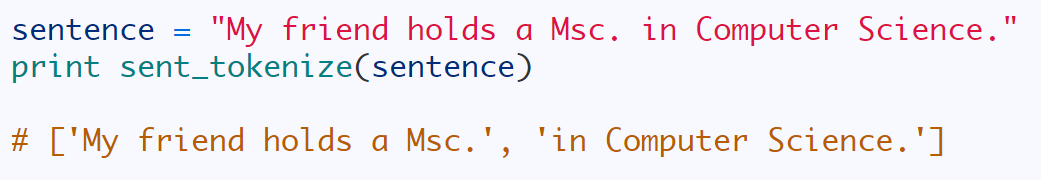 sentence = "My friend holds a Msc. in Computer Science."
print sent_tokenize(sentence)
# ['My friend holds a Msc.', 'in Computer Science.']